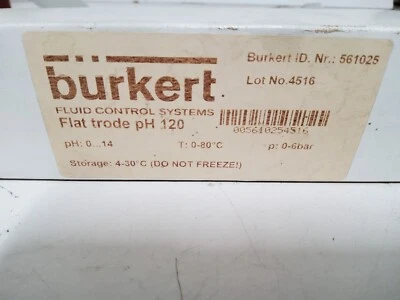 Burkert ID. Nr.: 561025
bürkert
Lot No.4516
FLUID CONTROL SYSTEMS
Flat trode pH 120
005610254516
pH: 0...14 T: 0-80°C p: 0-6bar
Storage: 4-30°C (DO NOT FREEZE!)